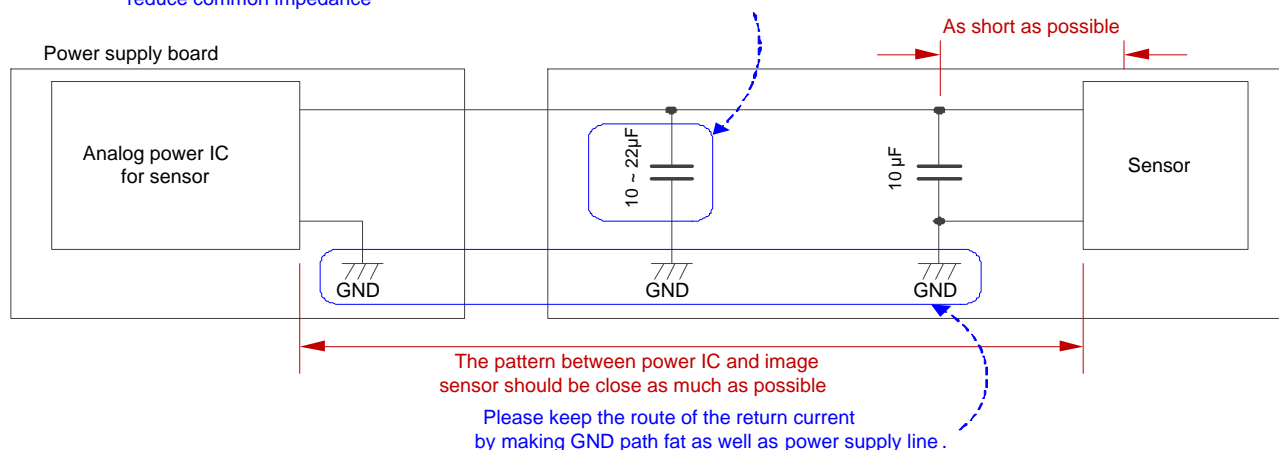 reduce common impedance
As short as possible
Power supply board
Analog power IC
for sensor
10 ~ 22µF
10 µF
Sensor
GND
GND
GND
The pattern between power IC and image
sensor should be close as much as possible
Please keep the route of the return current
by making GND path fat as well as power supply line .